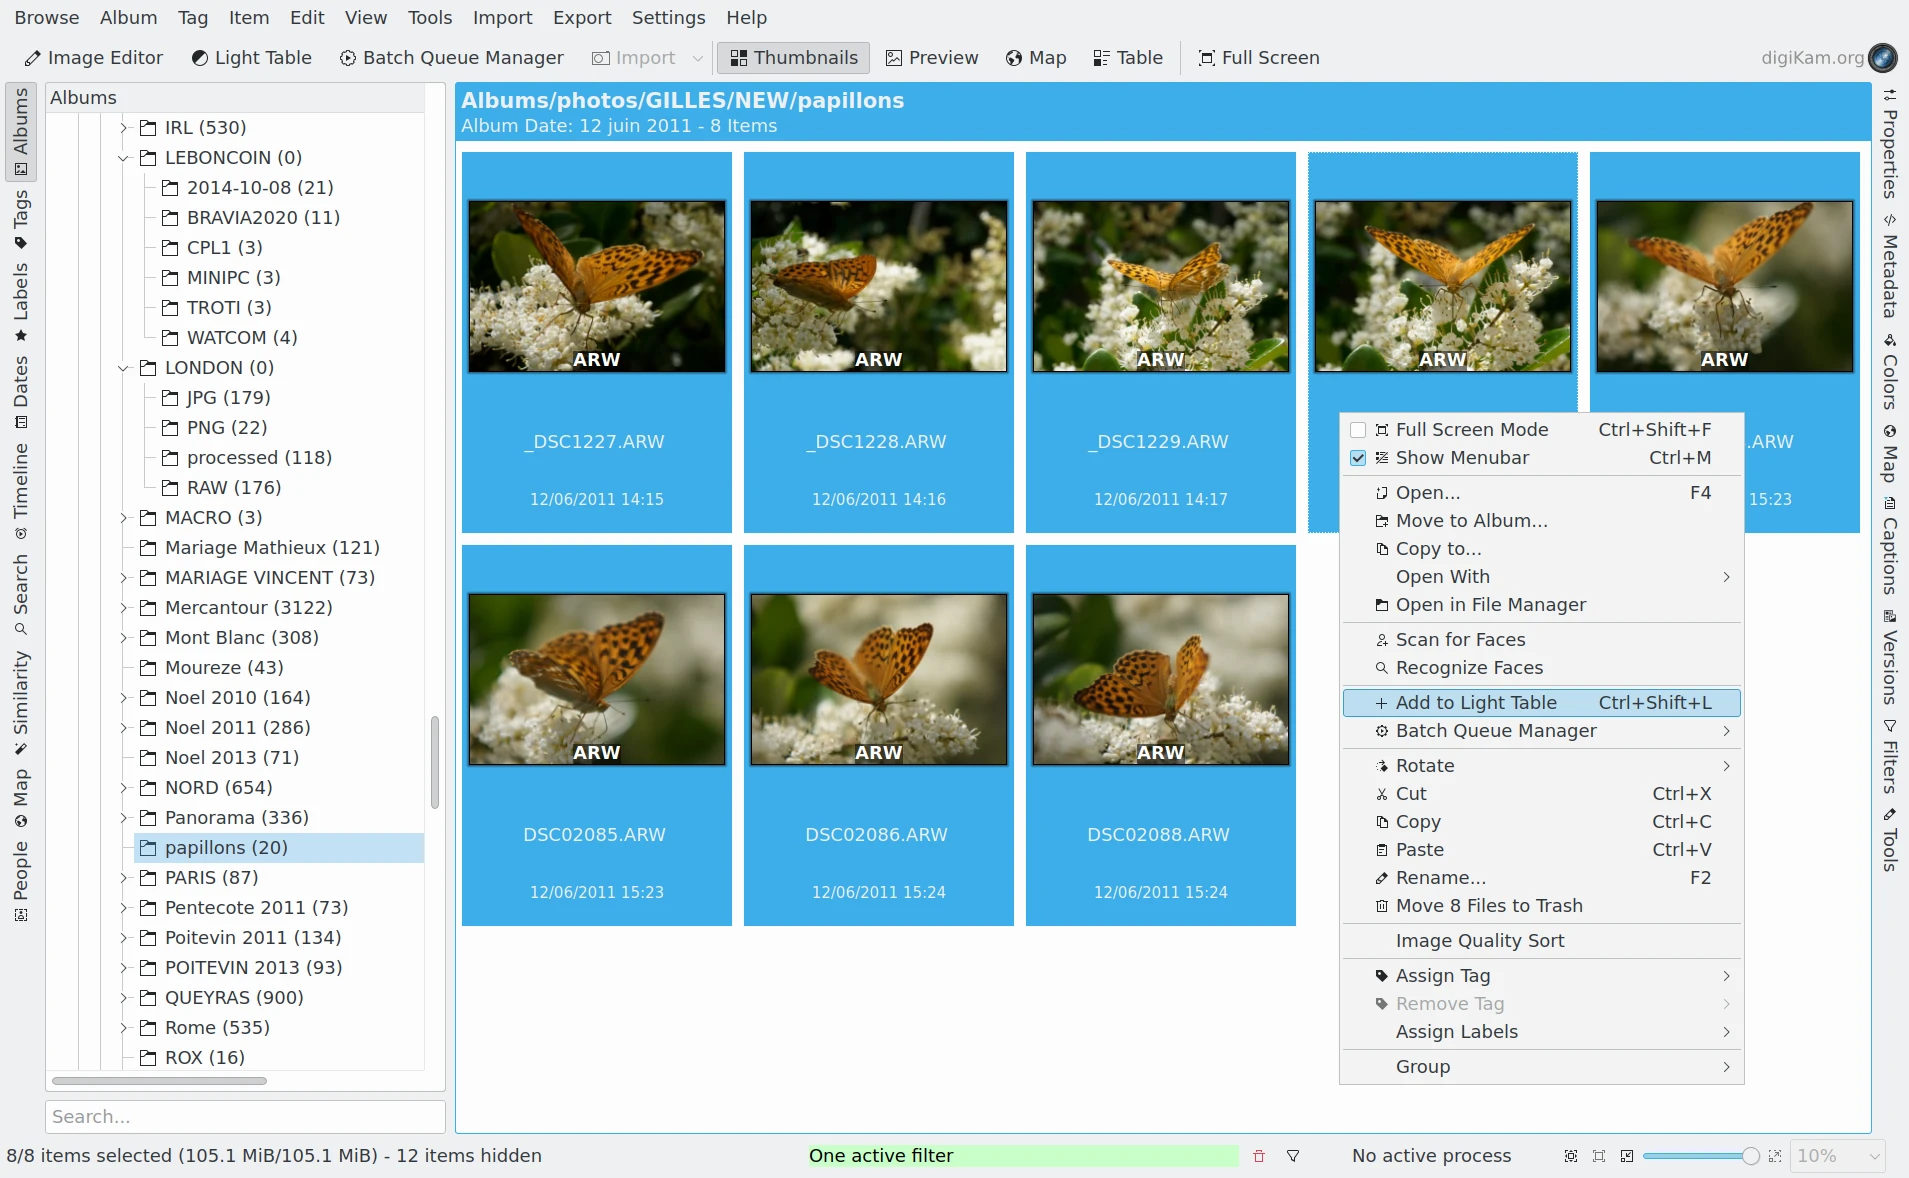 Browse Album Tag Item Edit View Tools Import Export Settings Help
Image Editor Light Table Batch Queue Manager Import Thumbnails Preview Map Table Full Screen digiKam.org
Albums
Tags
Labels
Dates
Timeline
Search
Similarity
Map
People
Albums
IRL (530)
LEBONCOIN (0)
2014-10-08 (21)
BRAVIA2020 (11)
CPL1 (3)
MINIPC (3)
TROTI (3)
WATCOM (4)
LONDON (0)
JPG (179)
PNG (22)
processed (118)
RAW (176)
MACRO (3)
Mariage Mathieux (121)
MARIAGE VINCENT (73)
Mercantour (3122)
Mont Blanc (308)
Moureze (43)
Noel 2010 (164)
Noel 2011 (286)
Noel 2013 (71)
NORD (654)
Panorama (336)
papillons (20)
PARIS (87)
Pentecote 2011 (73)
Poitevin 2011 (134)
POITEVIN 2013 (93)
QUEYRAS (900)
Rome (535)
ROX (16)
Search...
Albums/photos/GILLES/NEW/papillons
Album Date: 12 juin 2011 - 8 Items
ARW ARW ARW ARW ARW
_DSC1227.ARW _DSC1228.ARW _DSC1229.ARW .ARW
12/06/2011 14:15 12/06/2011 14:16 12/06/2011 14:17 15:23
ARW ARW ARW
DSC02085.ARW DSC02086.ARW DSC02088.ARW
12/06/2011 15:23 12/06/2011 15:24 12/06/2011 15:24
Full Screen Mode Ctrl+Shift+F
Show Menubar Ctrl+M
Open... F4
Move to Album...
Copy to...
Open With
Open in File Manager
Scan for Faces
Recognize Faces
Add to Light Table Ctrl+Shift+L
Batch Queue Manager
Rotate
Cut Ctrl+X
Copy Ctrl+C
Paste Ctrl+V
Rename... F2
Move 8 Files to Trash
Image Quality Sort
Assign Tag
Remove Tag
Assign Labels
Group
Properties
Metadata
Colors
Map
Captions
Versions
Filters
Tools
8/8 items selected (105.1 MiB/105.1 MiB) - 12 items hidden One active filter No active process 10%